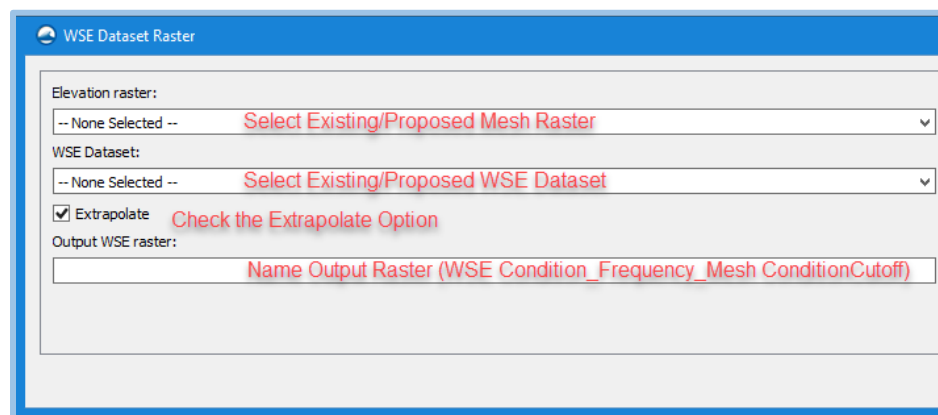 WSE Dataset Raster
Elevation raster:
-- None Selected -- Select Existing/Proposed Mesh Raster
WSE Dataset:
-- None Selected -- Select Existing/Proposed WSE Dataset
Extrapolate Check the Extrapolate Option
Output WSE raster:
Name Output Raster (WSE Condition_Frequency_Mesh ConditionCutoff)